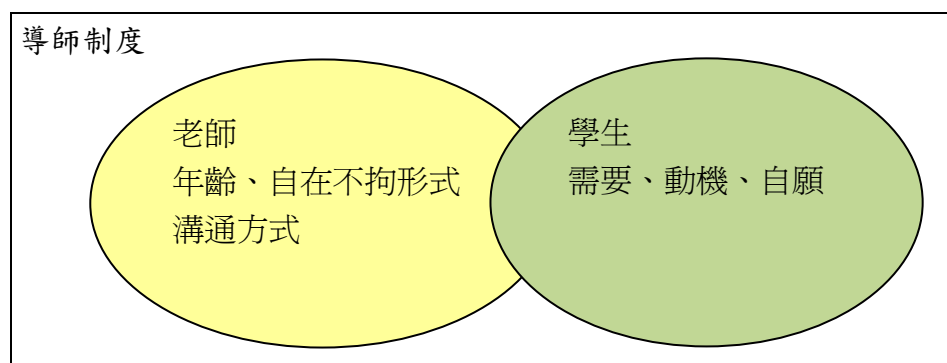 導師制度
老師
年齡、自在不拘形式
溝通方式
學生
需要、動機、自願